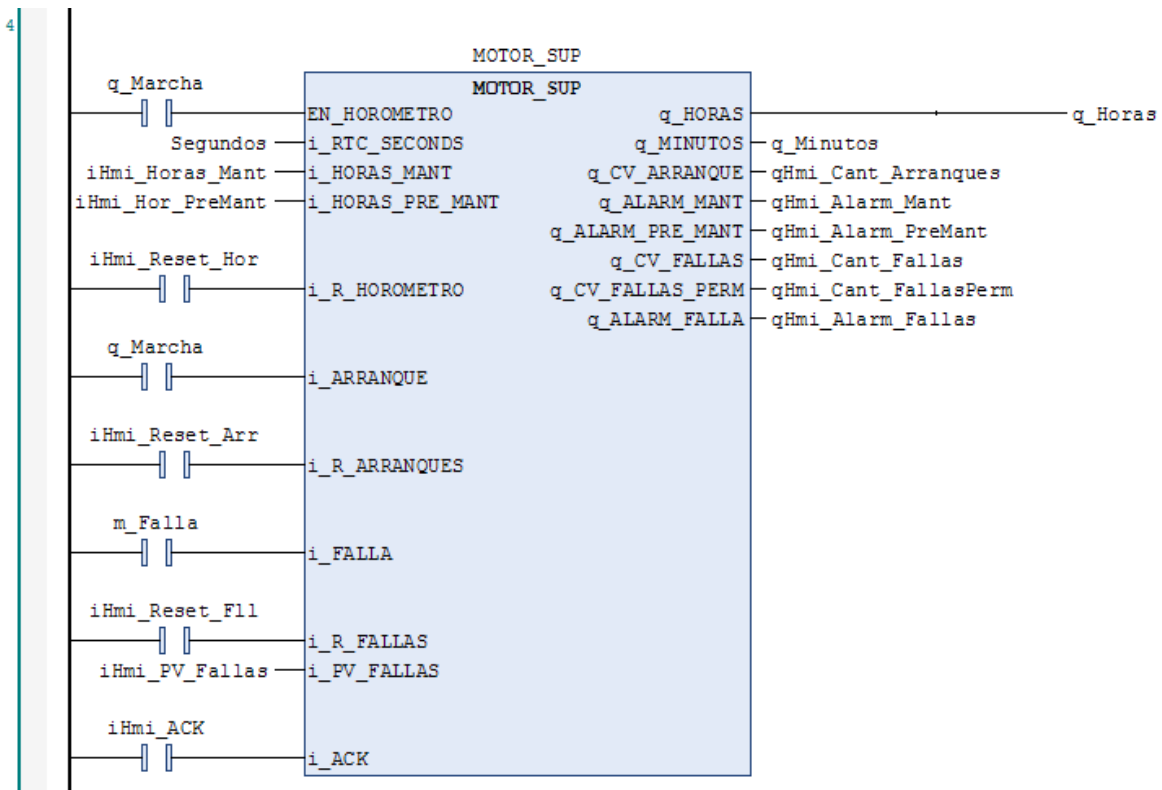 4
MOTOR_SUP
q_Marcha MOTOR_SUP
EN_HOROMETRO q_HORAS q_Horas
Segundos i_RTC_SECONDS q_MINUTOS q_Minutos
iHmi_Horas_Mant i_HORAS_MANT q_CV_ARRANQUE qHmi_Cant_Arranques
iHmi_Hor_PreMant i_HORAS_PRE_MANT q_ALARM_MANT qHmi_Alarm_Mant
q_ALARM_PRE_MANT qHmi_Alarm_PreMant
iHmi_Reset_Hor q_CV_FALLAS qHmi_Cant_Fallas
i_R_HOROMETRO q_CV_FALLAS_PERM qHmi_Cant_FallasPerm
q_ALARM_FALLA qHmi_Alarm_Fallas
q_Marcha
i_ARRANQUE
iHmi_Reset_Arr
i_R_ARRANQUES
m_Falla
i_FALLA
iHmi_Reset_Fll
i_R_FALLAS
iHmi_PV_Fallas i_PV_FALLAS
iHmi_ACK
i_ACK